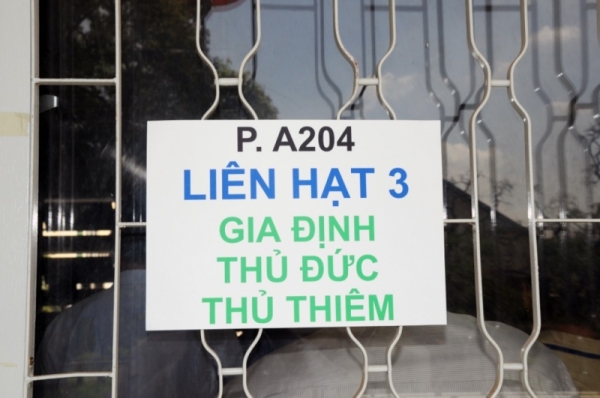 P. A204
LIÊN HẠT 3
GIA ĐỊNH
THỦ ĐỨC
THỦ THIÊM